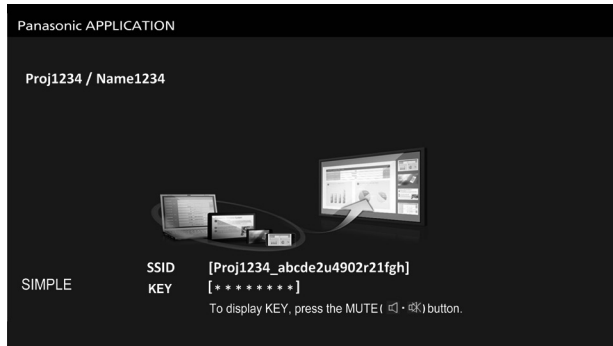 Panasonic APPLICATION
Proj1234 / Name1234
SSID [Proj1234_abcde2u4902r21fgh]
SIMPLE KEY [********]
To display KEY, press the MUTE( · ) button.